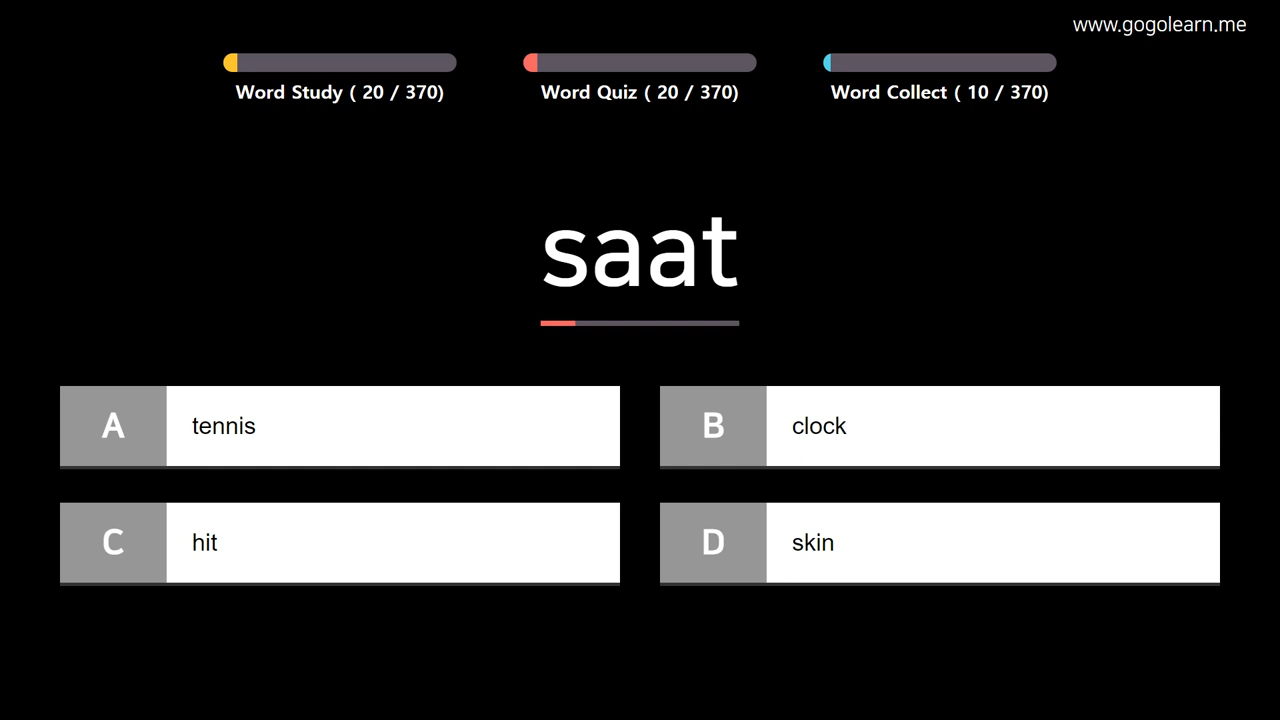 www.gogolearn.me
Word Study ( 20 / 370)
Word Quiz ( 20 / 370)
Word Collect ( 10 / 370)
saat
A tennis
B clock
C hit
D skin